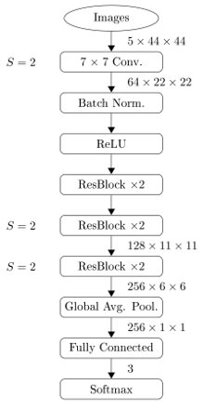 Images
5 × 44 × 44
S = 2
7 × 7 Conv.
64 × 22 × 22
Batch Norm.
ReLU
ResBlock ×2
S = 2
ResBlock ×2
128 × 11 × 11
S = 2
ResBlock ×2
256 × 6 × 6
Global Avg. Pool.
256 × 1 × 1
Fully Connected
3
Softmax